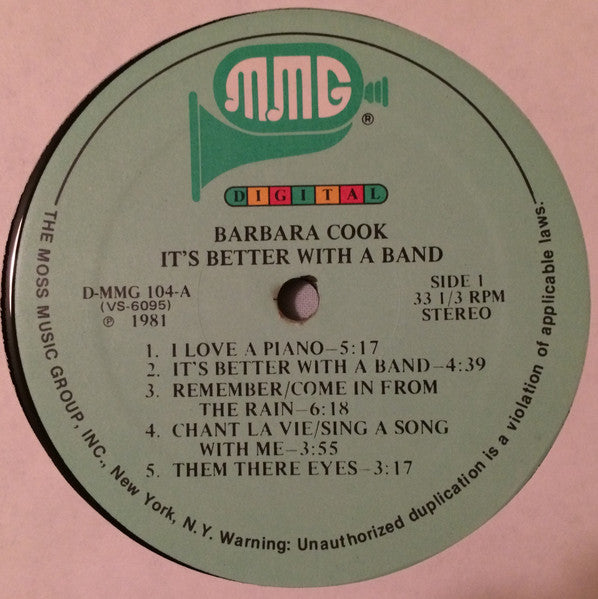 MMG
®
DIGITAL
BARBARA COOK
IT'S BETTER WITH A BAND
D-MMG 104-A
(VS-6095)
℗ 1981
SIDE 1
33 1/3 RPM
STEREO
1. I LOVE A PIANO–5:17
2. IT'S BETTER WITH A BAND–4:39
3. REMEMBER/COME IN FROM
THE RAIN–6:18
4. CHANT LA VIE/SING A SONG
WITH ME–3:55
5. THEM THERE EYES–3:17
THE MOSS MUSIC GROUP, INC., New York, N.Y. Warning: Unauthorized duplication is a violation of applicable laws.